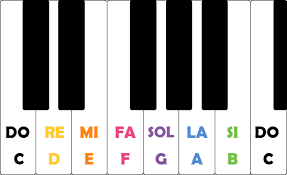 DO RE MI FA SOL LA SI DO
C D E F G A B C